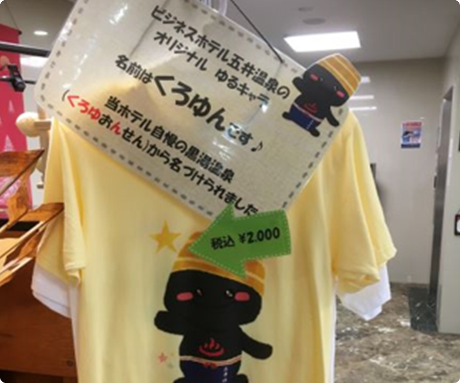 ビジネスホテル五井温泉の
オリジナル ゆるキャラ
名前はくろゆんです♪
当ホテル自慢の黒湯温泉
(くろゆおんせん)から名づけられました
税込 ¥2,000